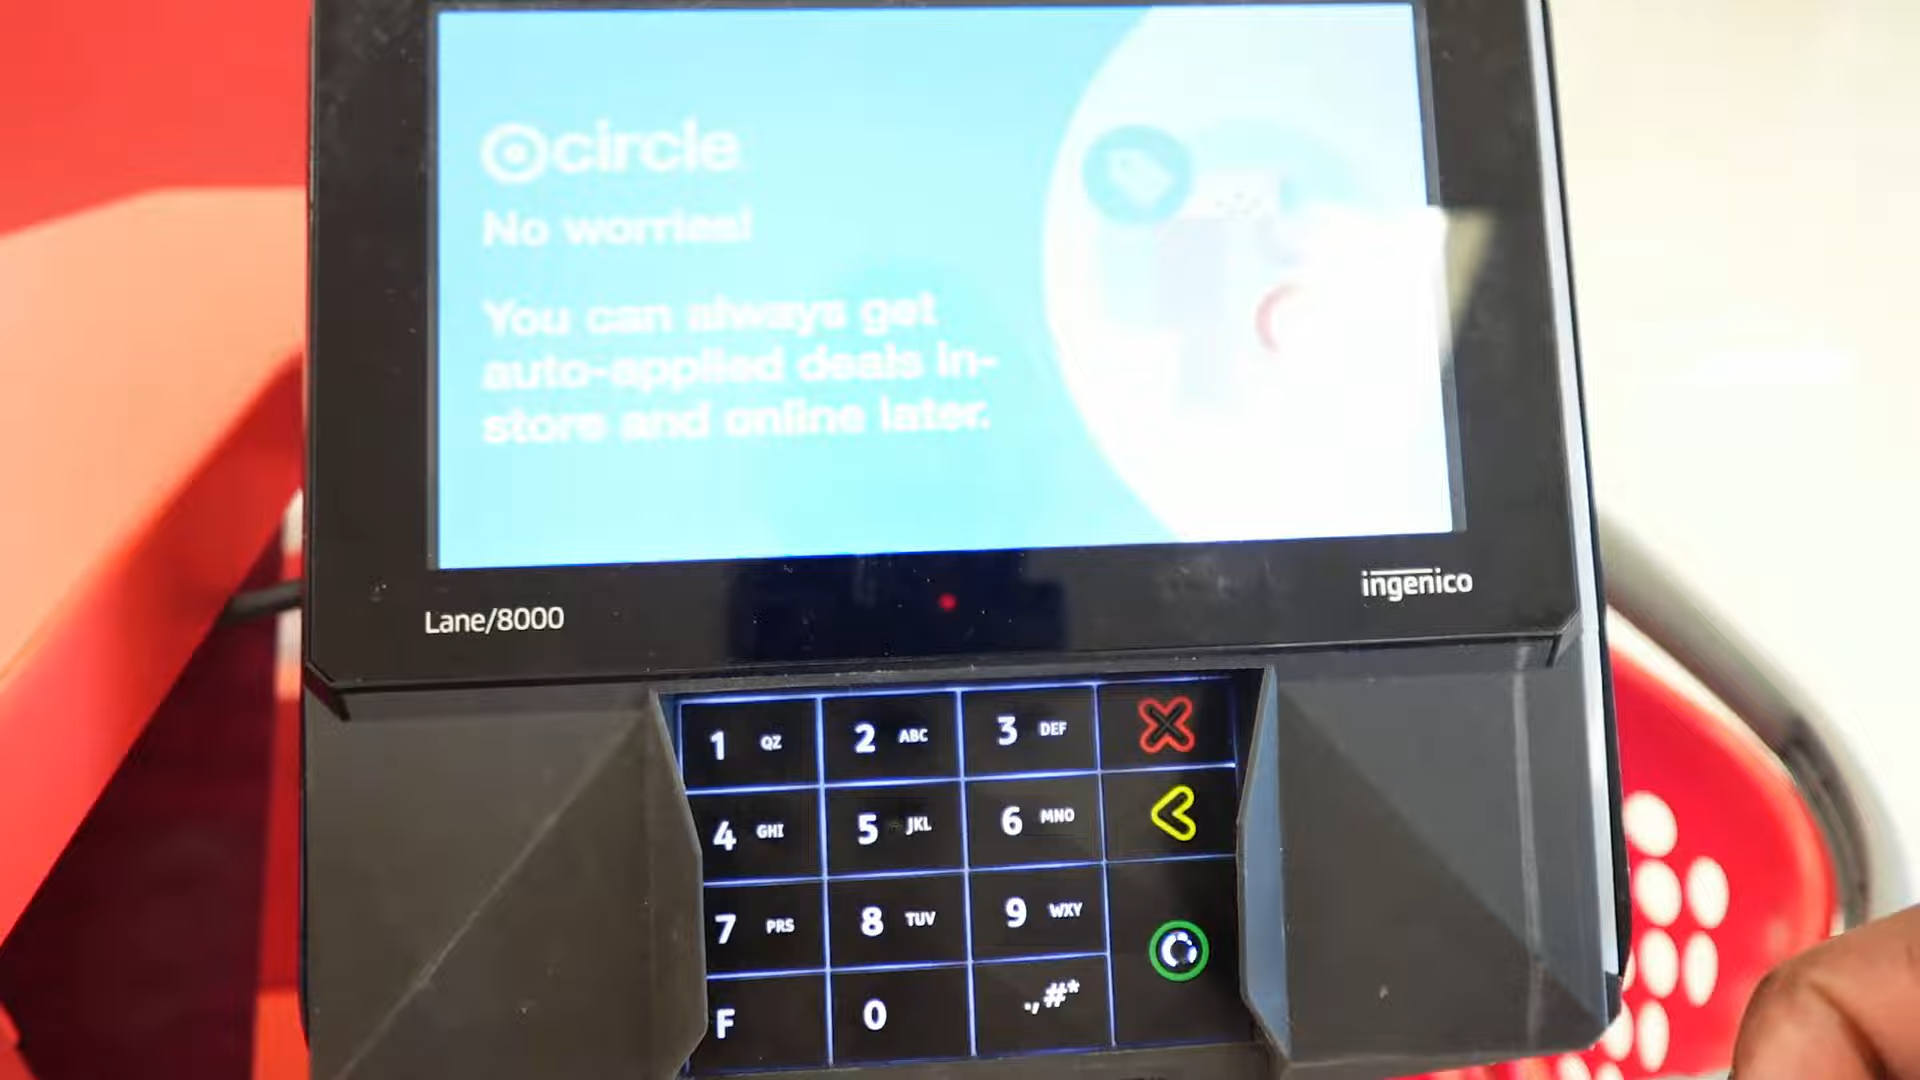 circle
No worries!
You can always get
auto-applied deals in-
store and online later.
Lane/8000
ingenico
1 QZ 2 ABC 3 DEF
4 GHI 5 JKL 6 MNO
7 PRS 8 TUV 9 WXY
F 0 .,#*